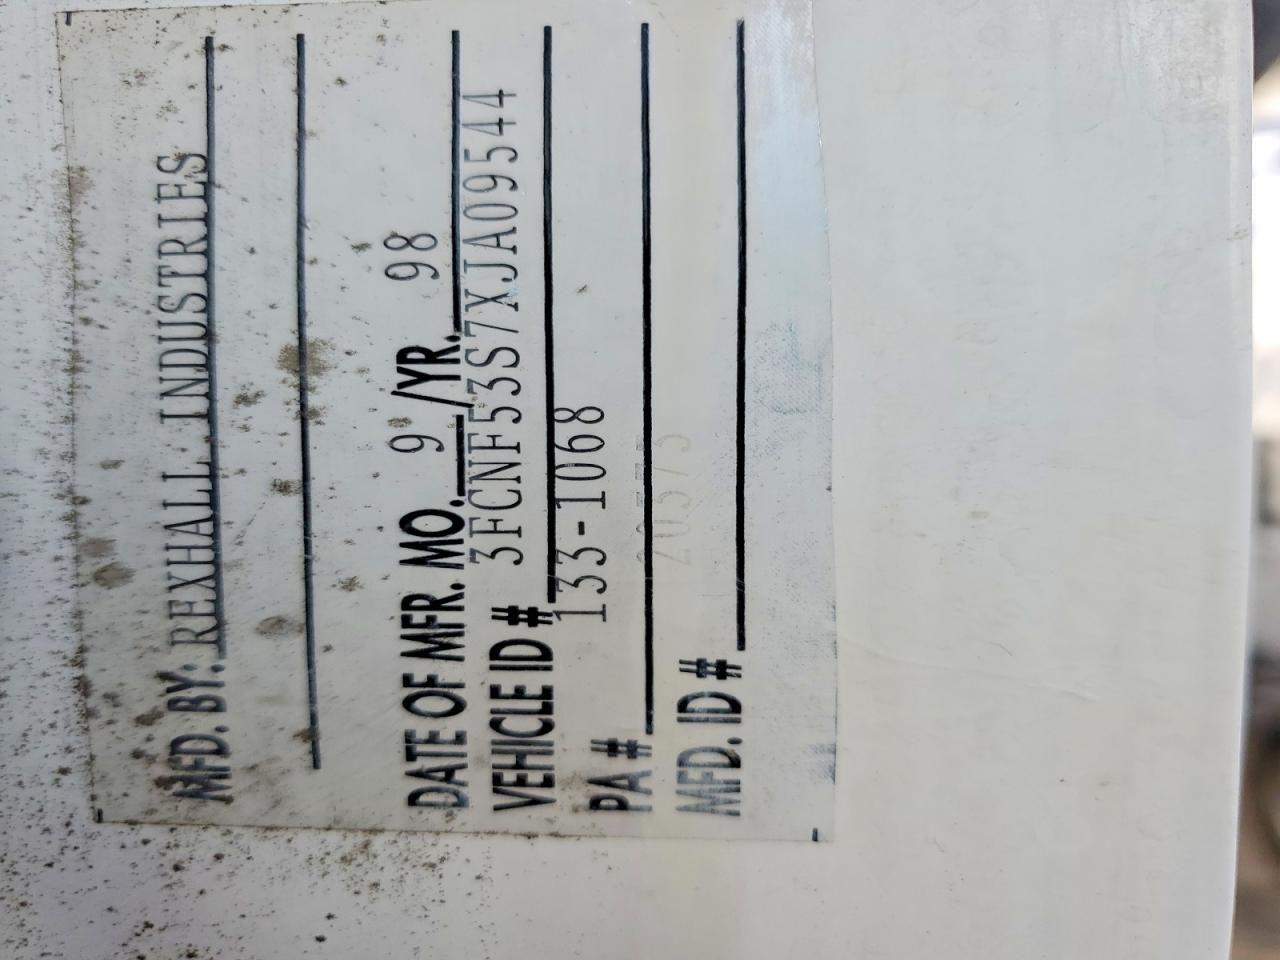 MFD. BY: REXHALL INDUSTRIES
DATE OF MFR. MO. 9 /YR. 98
VEHICLE ID # 3FCNF53S7XJA09544
PA # 133-1068
MFD. ID # 20575